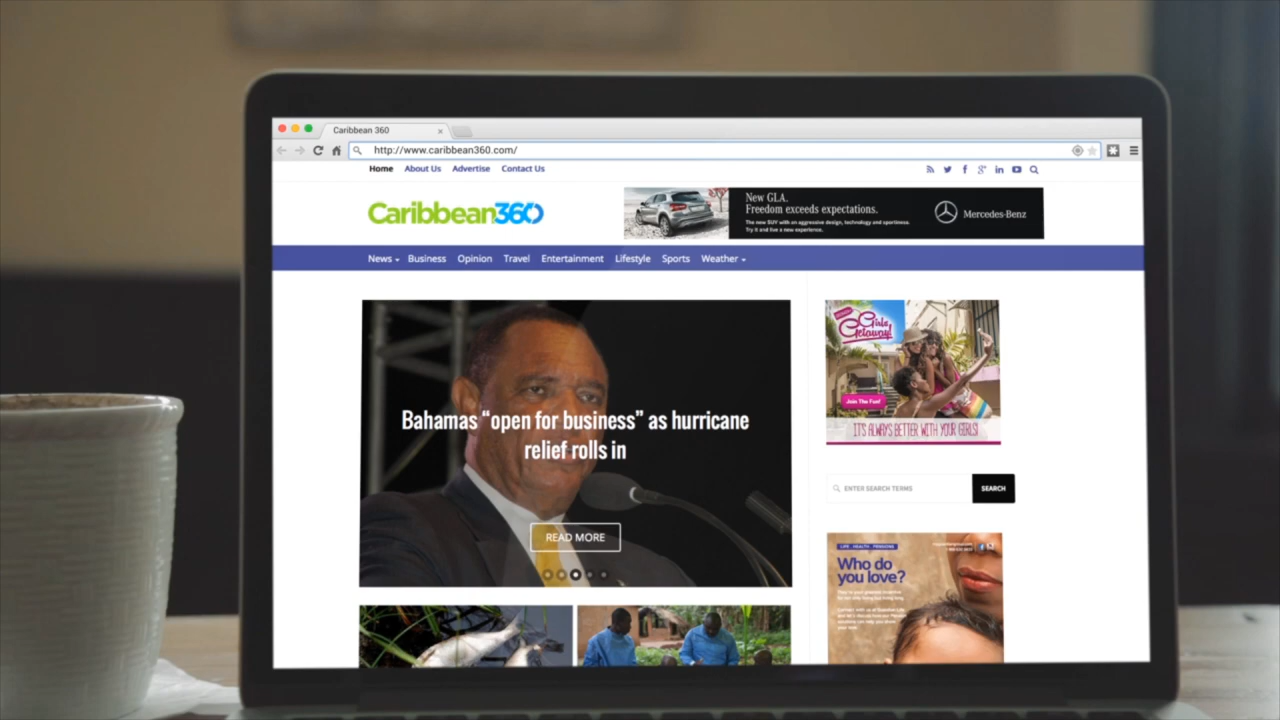 Caribbean 360
http://www.caribbean360.com/
Home About Us Advertise Contact Us
Caribbean360
New GLA.
Freedom exceeds expectations.
The new SUV with an aggressive design, technology and sportiness.
Try it and live a new experience.
Mercedes-Benz
News Business Opinion Travel Entertainment Lifestyle Sports Weather
Bahamas “open for business” as hurricane
relief rolls in
READ MORE
Girls
Getaway!
Join The Fun!
IT'S ALWAYS BETTER WITH YOUR GIRLS!
ENTER SEARCH TERMS
SEARCH
LIFE . HEALTH . PENSIONS
Who do
you love?